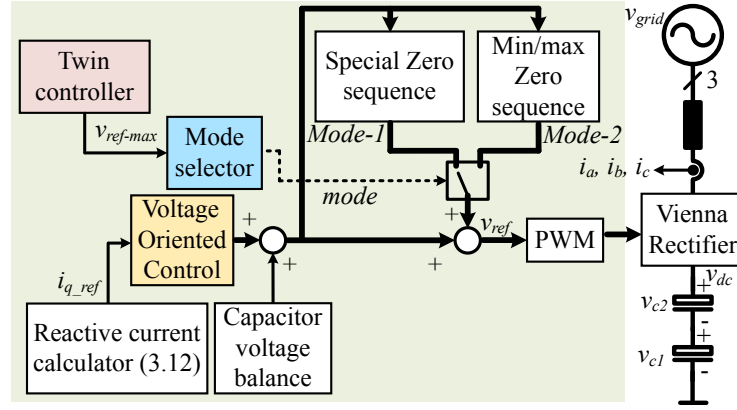 Twin
controller
v_ref-max
Mode
selector
Special Zero
sequence
Min/max
Zero
sequence
Mode-1
Mode-2
mode
v_grid
3
i_a, i_b, i_c
Voltage
Oriented
Control
+
+
+
+
v_ref
PWM
Vienna
Rectifier
v_dc
i_q_ref
Reactive current
calculator (3.12)
Capacitor
voltage
balance
+
v_c2
-
+
v_c1
-